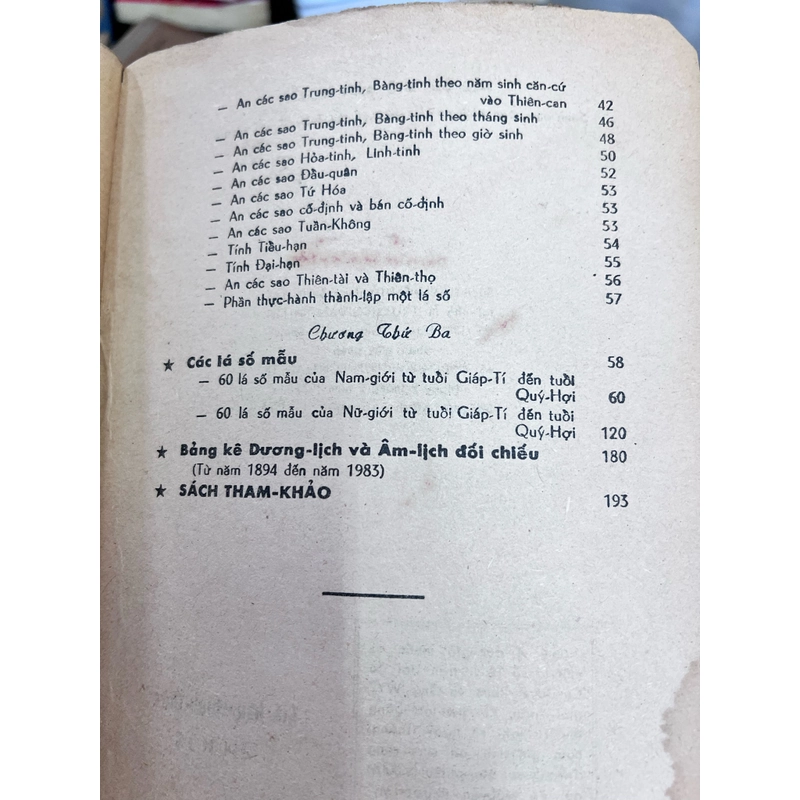 – An các sao Trung-tinh, Bàng-tinh theo năm sinh căn-cứ
vào Thiên-can 42
– An các sao Trung-tinh, Bàng-tinh theo tháng sinh 46
– An các sao Trung-tinh, Bàng-tinh theo giờ sinh 48
– An các sao Hỏa-tinh, Linh-tinh 50
– An các sao Đầu-quân 52
– An các sao Tứ Hóa 53
– An các sao cố-định và bán cố-định 53
– An các sao Tuần-Không 53
– Tính Tiểu-hạn 54
– Tính Đại-hạn 55
– An các sao Thiên-tài và Thiên-thọ 56
– Phần thực-hành thành-lập một lá số 57
Chương Thứ Ba
★ Các lá số mẫu 58
– 60 lá số mẫu của Nam-giới từ tuổi Giáp-Tí đến tuổi
Quý-Hợi 60
– 60 lá số mẫu của Nữ-giới từ tuổi Giáp-Tí đến tuổi
Quý-Hợi 120
★ Bảng kê Dương-lịch và Âm-lịch đối chiếu 180
(Từ năm 1894 đến năm 1983)
★ SÁCH THAM-KHẢO 193